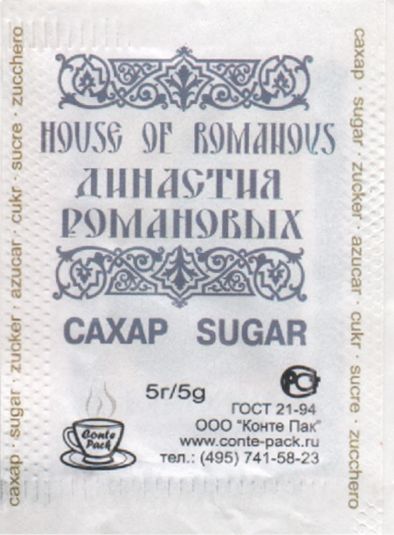 HOUSE OF ROMANOVS
ДИНАСТИЯ
РОМАНОВЫХ
САХАР SUGAR
5г/5g
РСТ
ГОСТ 21-94
ООО "Конте Пак"
www.conte-pack.ru
тел.: (495) 741-58-23
Conte
Pack
сахар · sugar · zucker · azucar · cukr · sucre · zucchero
сахар · sugar · zucker · azucar · cukr · sucre · zucchero